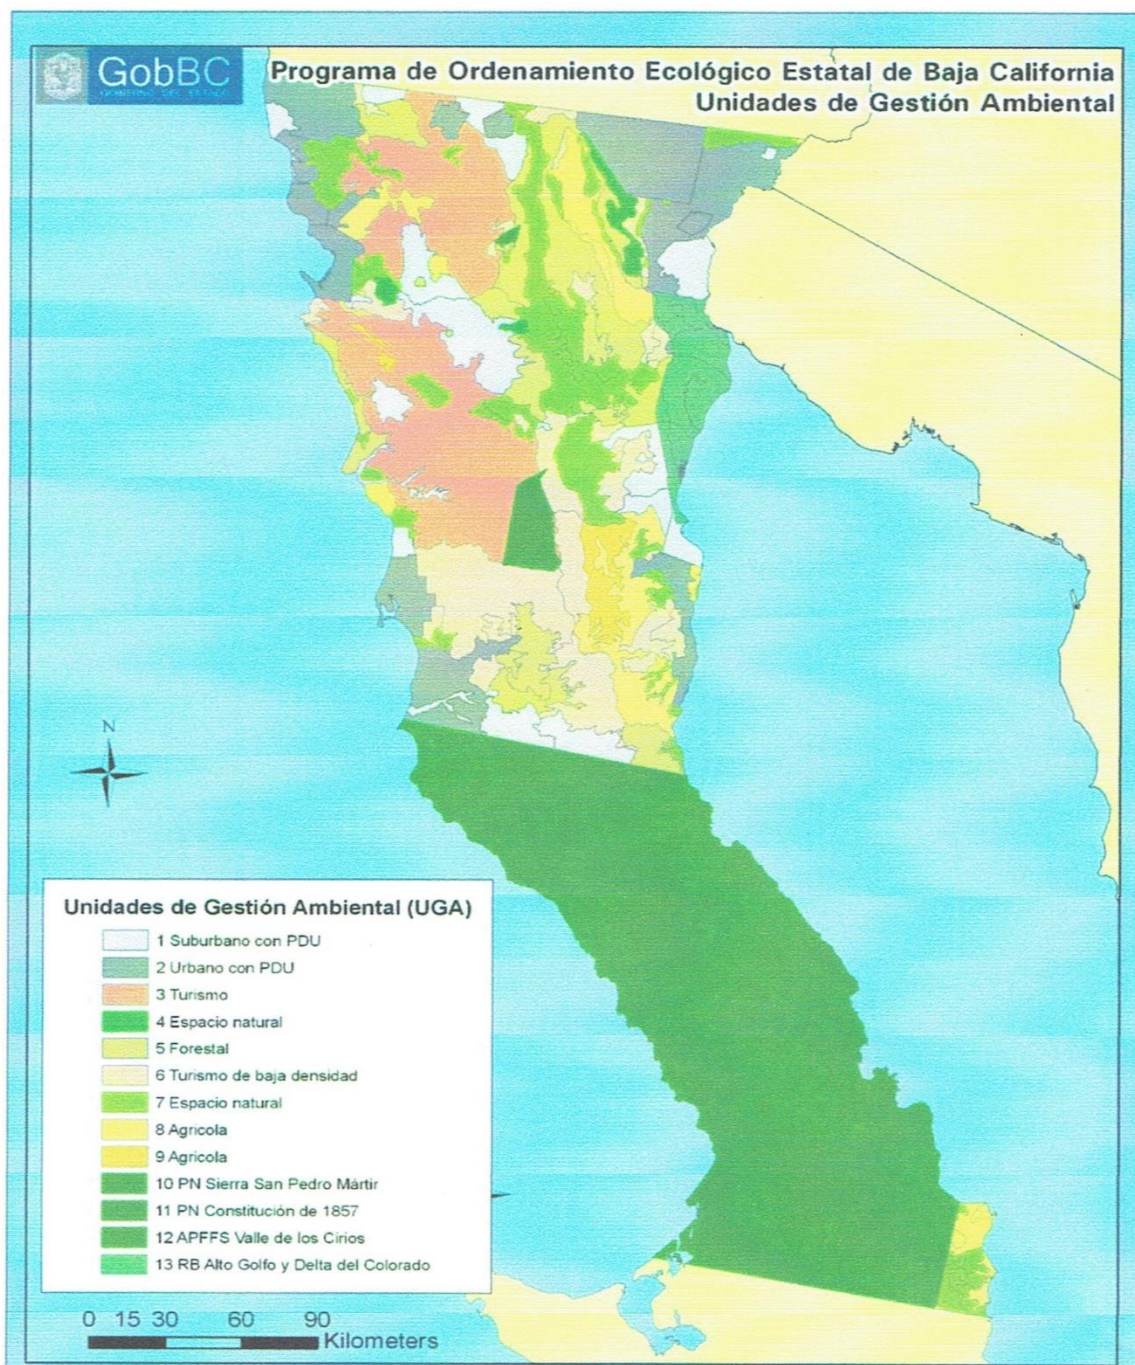 GobBC
GOBIERNO DEL ESTADO
Programa de Ordenamiento Ecológico Estatal de Baja California
Unidades de Gestión Ambiental
N
Unidades de Gestión Ambiental (UGA)
1 Suburbano con PDU
2 Urbano con PDU
3 Turismo
4 Espacio natural
5 Forestal
6 Turismo de baja densidad
7 Espacio natural
8 Agricola
9 Agricola
10 PN Sierra San Pedro Mártir
11 PN Constitución de 1857
12 APFFS Valle de los Cirios
13 RB Alto Golfo y Delta del Colorado
0 15 30 60 90
Kilometers